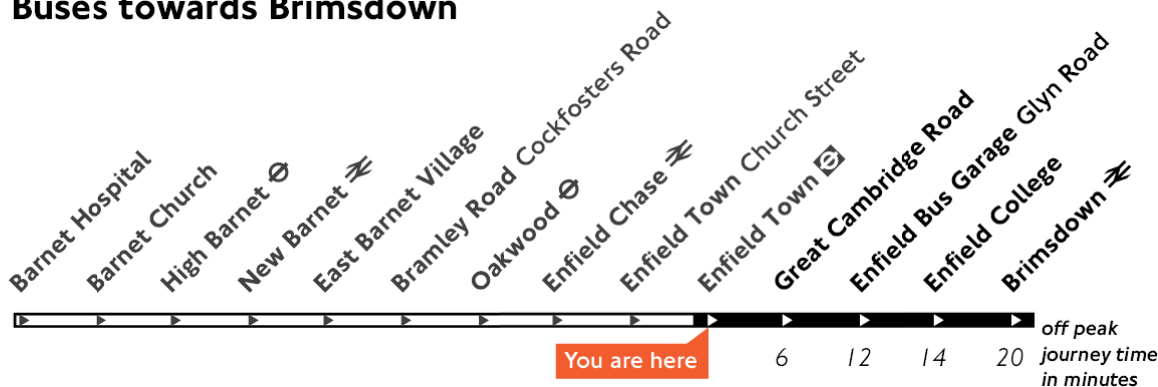 Buses towards Brimsdown
Barnet Hospital
Barnet Church
High Barnet
New Barnet
East Barnet Village
Bramley Road Cockfosters Road
Oakwood
Enfield Chase
Enfield Town Church Street
Enfield Town
Great Cambridge Road
Enfield Bus Garage Glyn Road
Enfield College
Brimsdown
You are here
6 12 14 20
off peak
journey time
in minutes